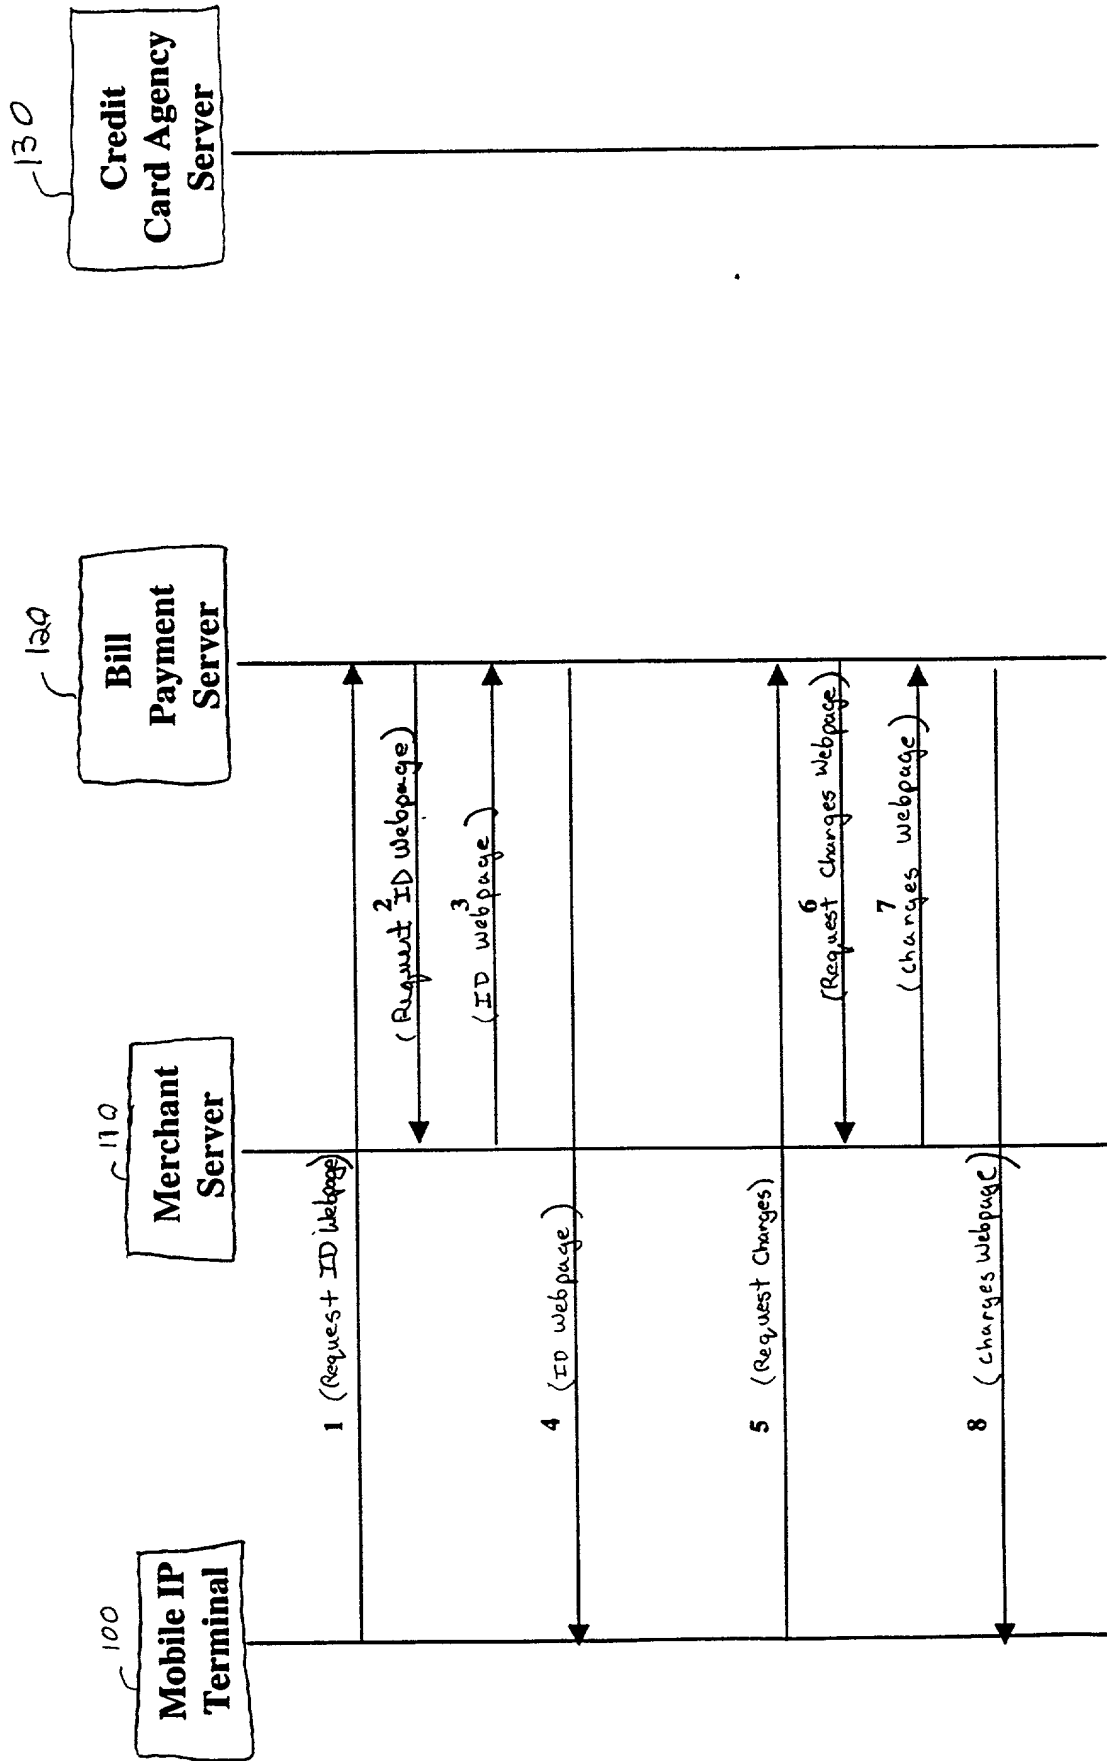 100
Mobile IP
Terminal
110
Merchant
Server
120
Bill
Payment
Server
130
Credit
Card Agency
Server
1 (Request ID Webpage)
2
(Request ID Webpage)
3
(ID Webpage)
4 (ID Webpage)
5 (Request Charges)
6
(Request Charges Webpage)
7
(Charges Webpage)
8 (Charges Webpage)